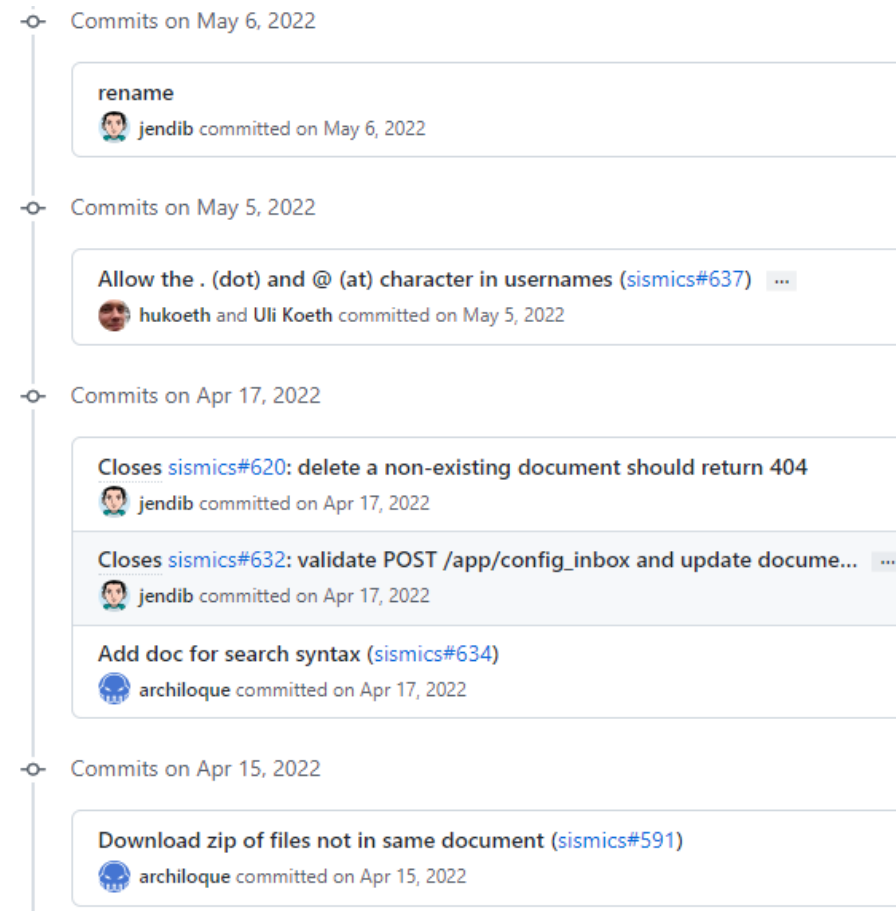 Commits on May 6, 2022
rename
jendib committed on May 6, 2022
Commits on May 5, 2022
Allow the . (dot) and @ (at) character in usernames (sismics#637) ...
hukoeth and Uli Koeth committed on May 5, 2022
Commits on Apr 17, 2022
Closes sismics#620: delete a non-existing document should return 404
jendib committed on Apr 17, 2022
Closes sismics#632: validate POST /app/config_inbox and update docume... ...
jendib committed on Apr 17, 2022
Add doc for search syntax (sismics#634)
archiloque committed on Apr 17, 2022
Commits on Apr 15, 2022
Download zip of files not in same document (sismics#591)
archiloque committed on Apr 15, 2022